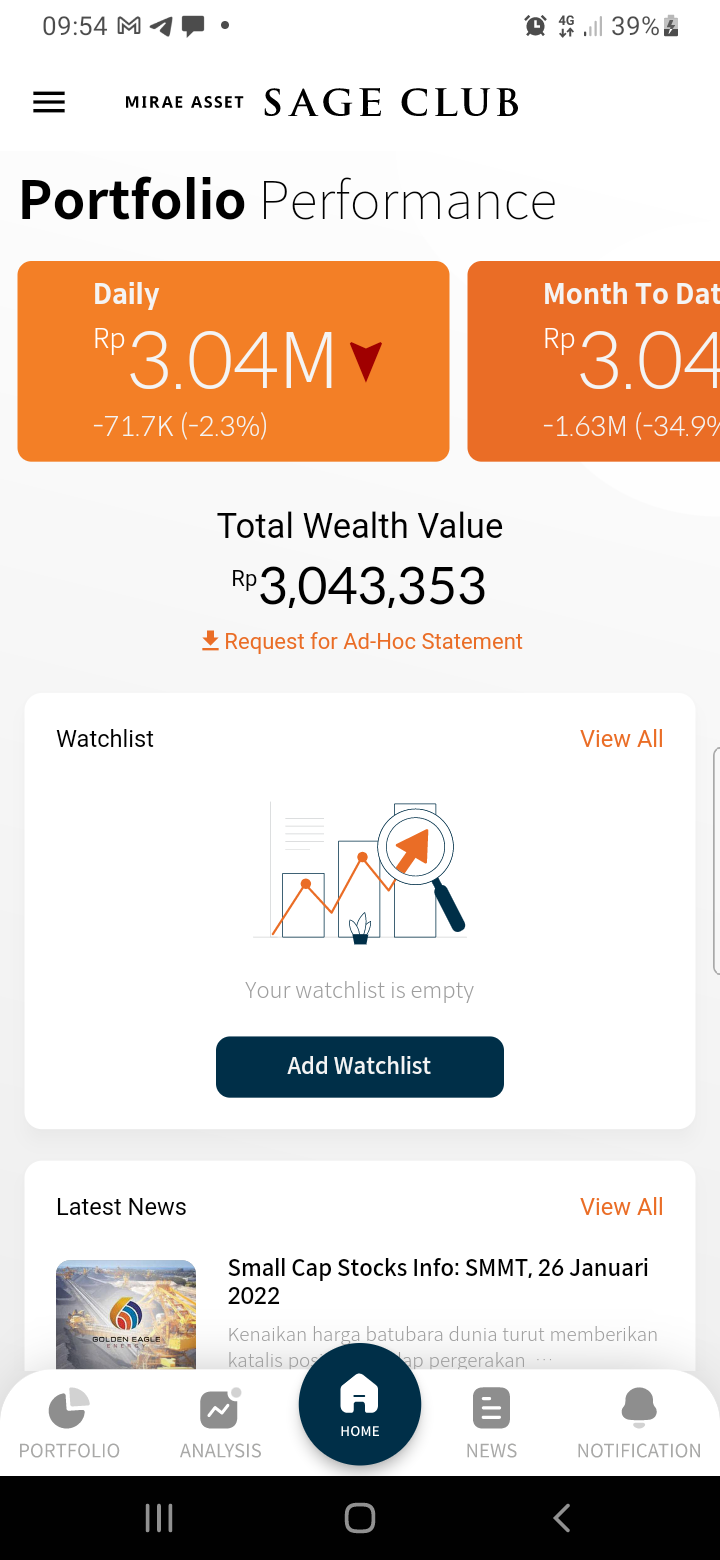 09:54
4G
39%
MIRAE ASSET SAGE CLUB
Portfolio Performance
Daily
Rp 3.04M
-71.7K (-2.3%)
Month To Dat
Rp 3.04
-1.63M (-34.9%
Total Wealth Value
Rp 3,043,353
Request for Ad-Hoc Statement
Watchlist
View All
Your watchlist is empty
Add Watchlist
Latest News
View All
GOLDEN EAGLE
ENERGY
Small Cap Stocks Info: SMMT, 26 Januari
2022
Kenaikan harga batubara dunia turut memberikan
katalis pergerakan ...
PORTFOLIO
ANALYSIS
HOME
NEWS
NOTIFICATION